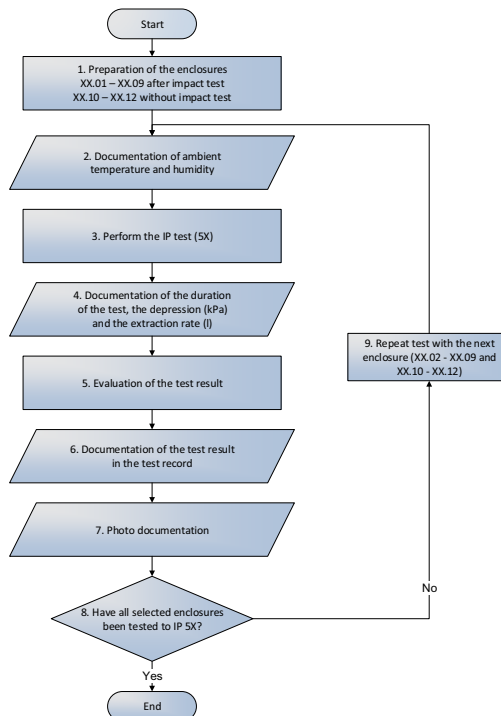 Start
1. Preparation of the enclosures
XX.01 – XX.09 after impact test
XX.10 – XX.12 without impact test
2. Documentation of ambient
temperature and humidity
3. Perform the IP test (5X)
4. Documentation of the duration
of the test, the depression (kPa)
and the extraction rate (l)
5. Evaluation of the test result
6. Documentation of the test result
in the test record
7. Photo documentation
8. Have all selected enclosures
been tested to IP 5X?
Yes
End
No
9. Repeat test with the next
enclosure (XX.02 - XX.09 and
XX.10 - XX.12)